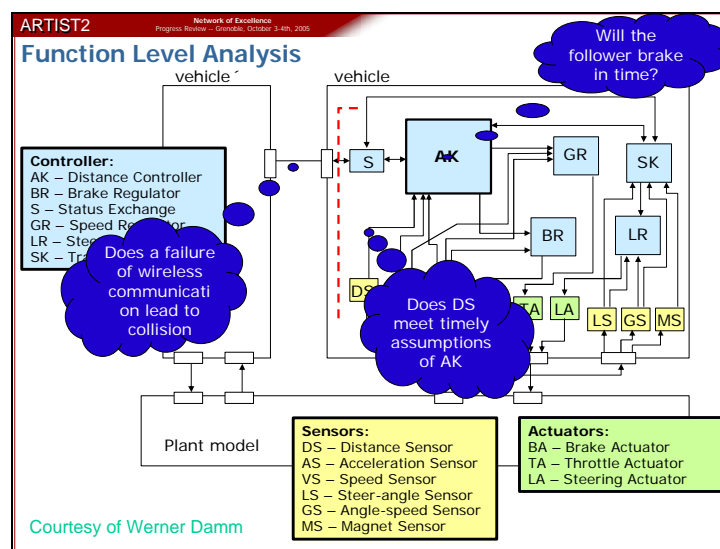 ARTIST2
Network of Excellence
Progress Review – Grenoble, October 3-4th, 2005
Function Level Analysis
Will the
follower brake
in time?
vehicle´
vehicle
Controller:
AK – Distance Controller
BR – Brake Regulator
S – Status Exchange
GR – Speed
LR –
SK –
S
AK
GR
SK
BR
LR
DS
TA
LA
LS
GS
MS
Does a failure
of wireless
communicati
on lead to
collision
Does DS
meet timely
assumptions
of AK
Plant model
Sensors:
DS – Distance Sensor
AS – Acceleration Sensor
VS – Speed Sensor
LS – Steer-angle Sensor
GS – Angle-speed Sensor
MS – Magnet Sensor
Actuators:
BA – Brake Actuator
TA – Throttle Actuator
LA – Steering Actuator
Courtesy of Werner Damm